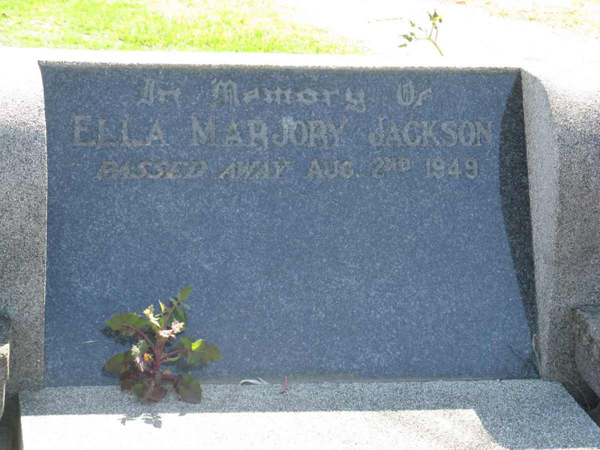 In Memory Of
ELLA MARJORY JACKSON
PASSED AWAY AUG. 2ND 1949